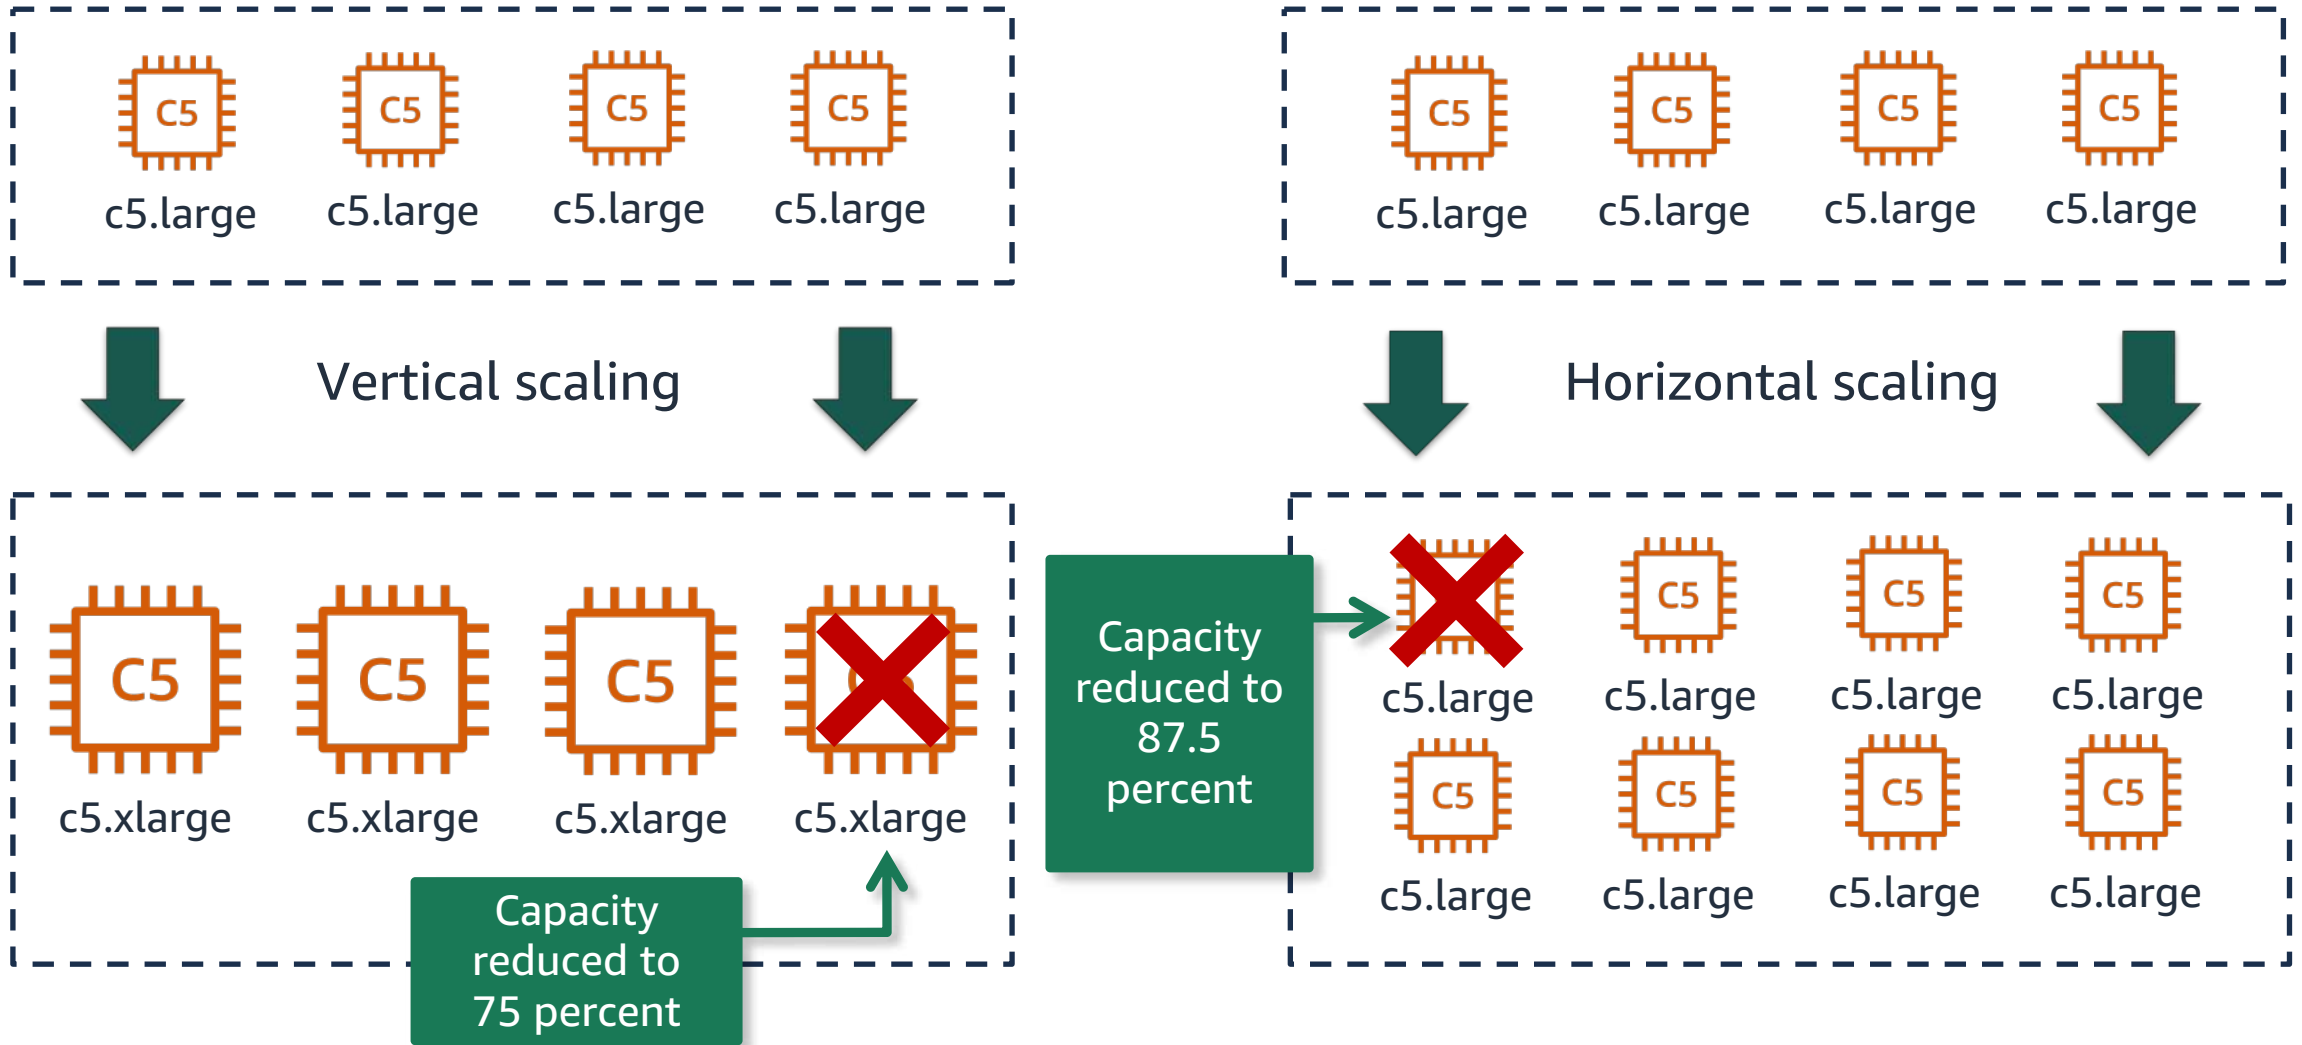 C5 C5 C5 C5
c5.large c5.large c5.large c5.large
Vertical scaling
C5 C5 C5
c5.xlarge c5.xlarge c5.xlarge c5.xlarge
Capacity
reduced to
75 percent
C5 C5 C5 C5
c5.large c5.large c5.large c5.large
Horizontal scaling
Capacity
reduced to
87.5
percent
C5 C5 C5
c5.large c5.large c5.large c5.large
C5 C5 C5 C5
c5.large c5.large c5.large c5.large